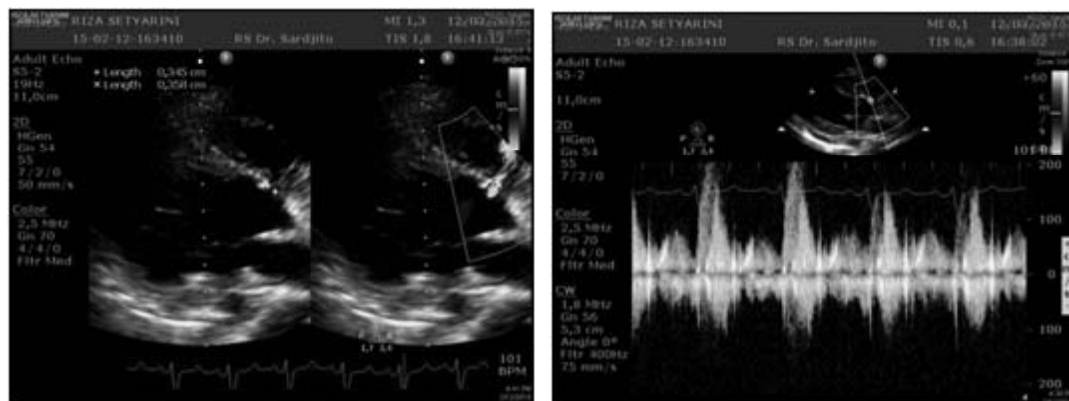 RIZA SETYARINI
MI 1,3
15-02-12-163410
RS Dr. Sardjito
TIS 1,8
16:41:13
Adult Echo
S5-2
19Hz
11,0cm
+ Length 0,345 cm
× Length 0,358 cm
2D
HGen
Gn 54
55
7/2/0
50 mm/s
Color
2,5 MHz
Gn 70
4/4/0
Fltr Med
101
BPM
RIZA SETYARINI
MI 0,1
15-02-12-163410
RS Dr. Sardjito
TIS 0,6
16:38:02
Adult Echo
S5-2
11,0cm
+60
2D
HGen
Gn 54
55
7/2/0
Color
2,5 MHz
Gn 70
4/4/0
Fltr Med
CW
1,8 MHz
Gn 56
5,3 cm
Angle 0°
Fltr 400Hz
75 mm/s
200
100
0
100
200